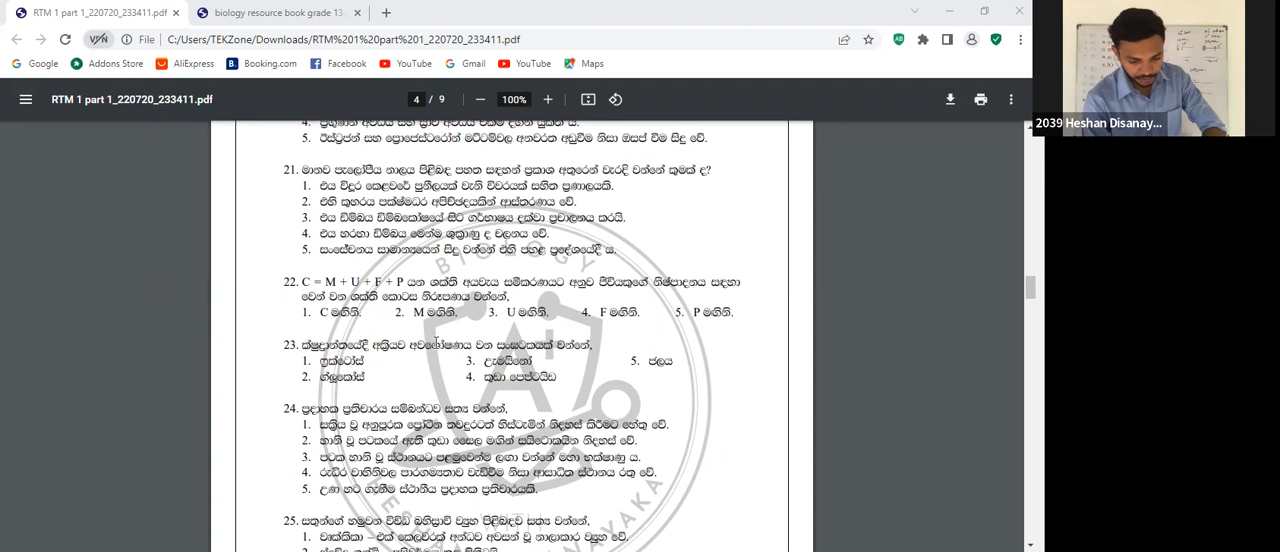 RTM 1 part 1_220720_233411.pdf
biology resource book grade 13
File
C:/Users/TEKZone/Downloads/RTM%201%20part%201_220720_233411.pdf
Google
Addons Store
AliExpress
Booking.com
Facebook
YouTube
Gmail
YouTube
Maps
RTM 1 part 1_220720_233411.pdf
4 / 9
100%
2039 Heshan Disanay...
5. ඊස්ට්‍රජන් සහ ප්‍රොජෙස්ටරෝන් මට්ටම්වල අනවරත අඩුවීම නිසා ඔසප් වීම සිදු වේ.
21. මානව පැලෝපීය නාලය පිළිබඳ පහත සඳහන් ප්‍රකාශ අතුරෙන් වැරදි වන්නේ කුමක් ද?
1. එය විදුර කෙළවරේ පුනීලයක් වැනි විවරයක් සහිත ප්‍රණාලයකි.
2. එහි කුහරය පක්ෂ්මධර අපිච්ඡදයකින් ආස්තරණය වේ.
3. එය ඩිම්බය ඩිම්බකෝෂයේ සිට ගර්භාෂය දක්වා ප්‍රචාලනය කරයි.
4. එය හරහා ඩිම්බය මෙන්ම ශුක්‍රාණු ද චලනය වේ.
5. සංසේචනය සාමාන්‍යයෙන් සිදු වන්නේ එහි පහළ ප්‍රදේශයේදී ය.
22. C = M + U + F + P යන ශක්ති අයවැය සමීකරණයට අනුව ජීවියකුගේ නිෂ්පාදනය සඳහා
වෙන් වන ශක්ති කොටස නිරූපණය වන්නේ,
1. C මගිනි. 2. M මගිනි. 3. U මගිනි. 4. F මගිනි. 5. P මගිනි.
23. ක්ෂුද්‍රාන්ත්‍රයේදී අක්‍රියව අවශෝෂණය වන සංඝටකයක් වන්නේ,
1. ෆ්‍රක්ටෝස් 3. ඇමයිනෝ 5. ජලය
2. ග්ලූකෝස් 4. කුඩා පෙප්ටයිඩ
24. ප්‍රදාහක ප්‍රතිචාරය සම්බන්ධව සත්‍ය වන්නේ,
1. සක්‍රිය වූ අනුපූරක ප්‍රෝටීන තවදුරටත් හිස්ටැමින් නිදහස් කිරීමට හේතු වේ.
2. හානි වූ පටකයේ ඇති කුඩා සෛල මගින් සයිටොකයින නිදහස් වේ.
3. පටක හානි වූ ස්ථානයට පළමුවෙන්ම ළඟා වන්නේ මහා භක්ෂාණු ය.
4. රුධිර වාහිනිවල පාරගම්‍යතාව වැඩිවීම නිසා ආසාදිත ස්ථානය රතු වේ.
5. උණ හට ගැනීම ස්ථානීය ප්‍රදාහක ප්‍රතිචාරයකි.
25. සතුන්ගේ හමුවන විවිධ බහිස්‍රාවී ව්‍යුහ පිළිබඳව සත්‍ය වන්නේ,
1. වෘක්කිකා – එක් කෙලවරක් අන්ධව අවසන් වූ නාලාකාර ව්‍යුහ වේ.
BIOLOGY
WITH